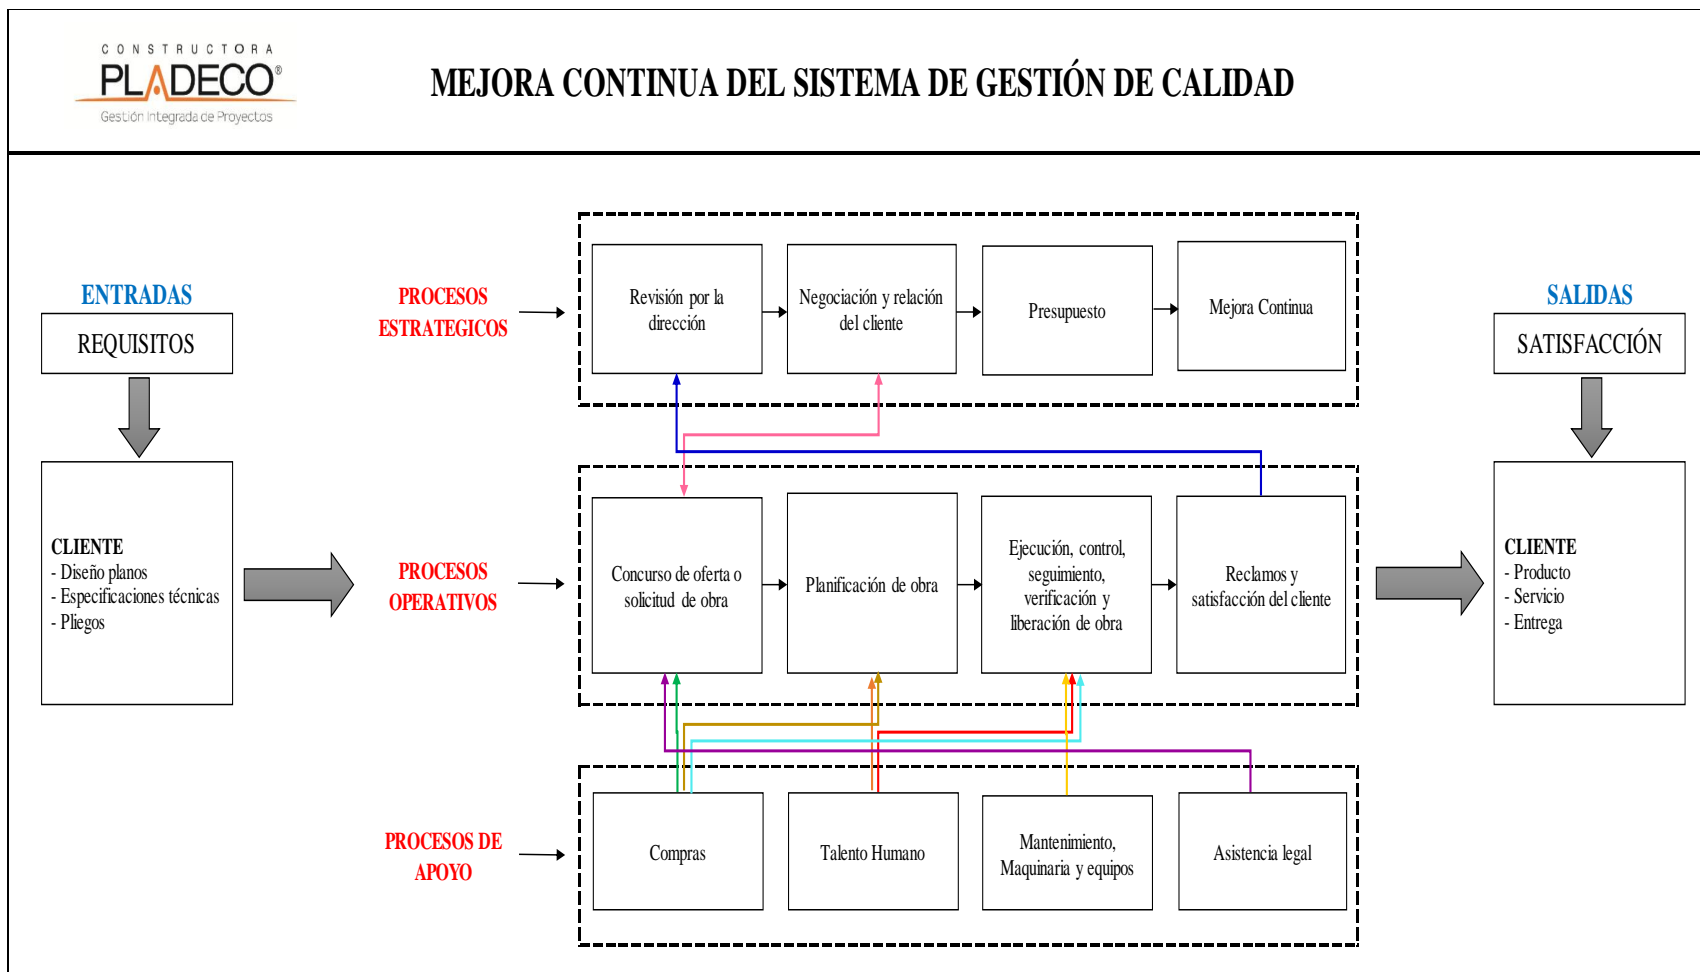 CONSTRUCTORA
PLADECO®
Gestión Integrada de Proyectos
MEJORA CONTINUA DEL SISTEMA DE GESTIÓN DE CALIDAD
ENTRADAS
REQUISITOS
CLIENTE
- Diseño planos
- Especificaciones técnicas
- Pliegos
PROCESOS
ESTRATEGICOS
Revisión por la
dirección
Negociación y relación
del cliente
Presupuesto
Mejora Continua
PROCESOS
OPERATIVOS
Concurso de oferta o
solicitud de obra
Planificación de obra
Ejecución, control,
seguimiento,
verificación y
liberación de obra
Reclamos y
satisfacción del cliente
PROCESOS DE
APOYO
Compras
Talento Humano
Mantenimiento,
Maquinaria y equipos
Asistencia legal
SALIDAS
SATISFACCIÓN
CLIENTE
- Producto
- Servicio
- Entrega